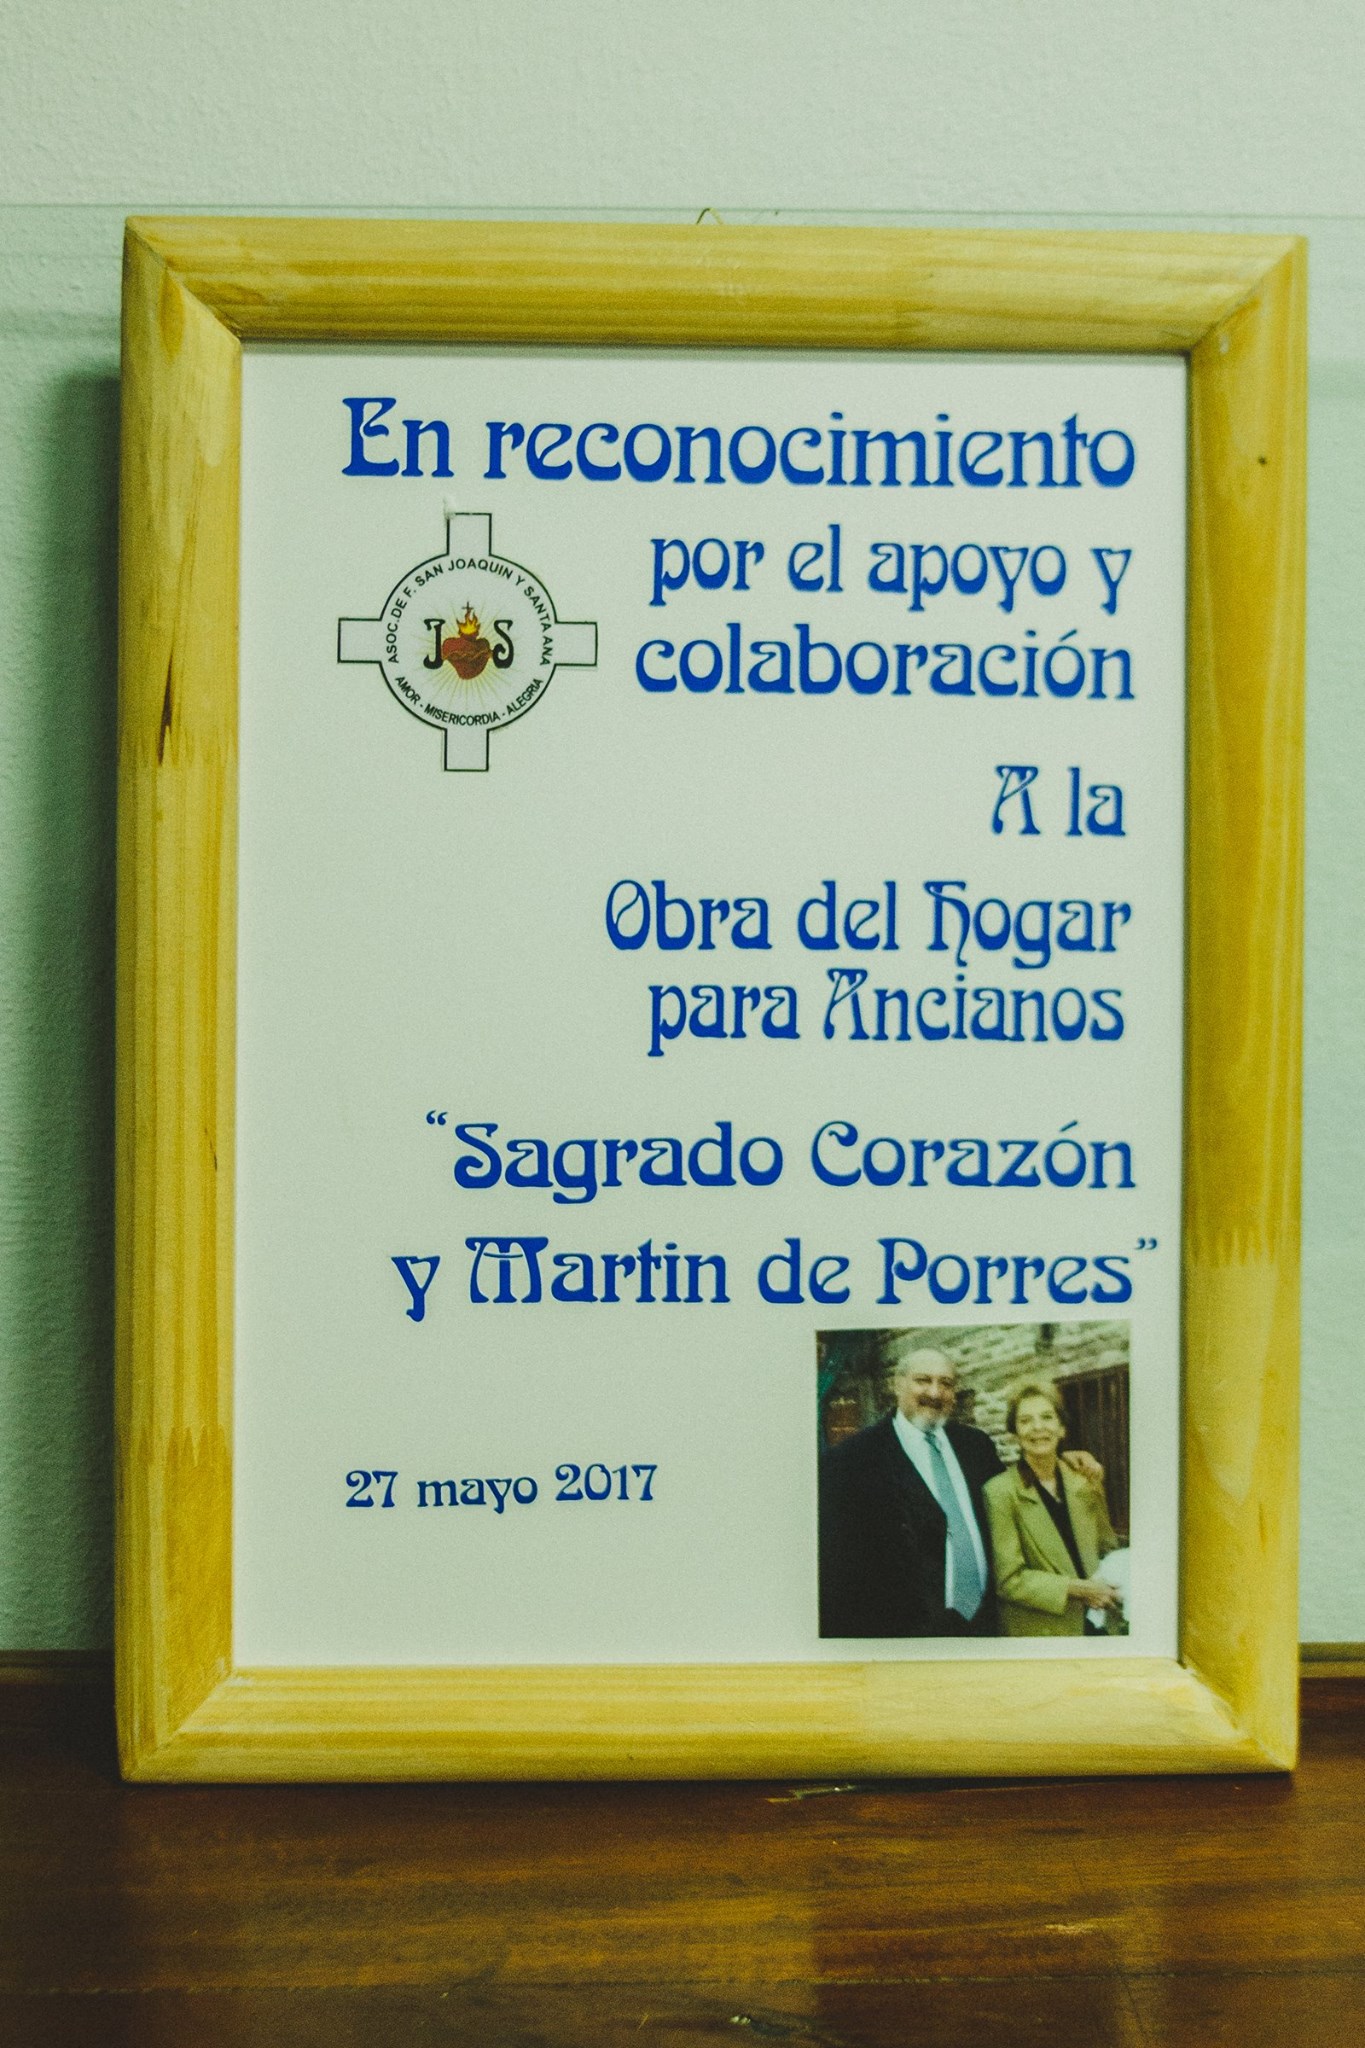 En reconocimiento
ASOC. DE F. SAN JOAQUIN Y SANTA ANA
J S
AMOR - MISERICORDIA - ALEGRIA
por el apoyo y
colaboración
A la
Obra del Hogar
para Ancianos
“Sagrado Corazón
y Martin de Porres”
27 mayo 2017